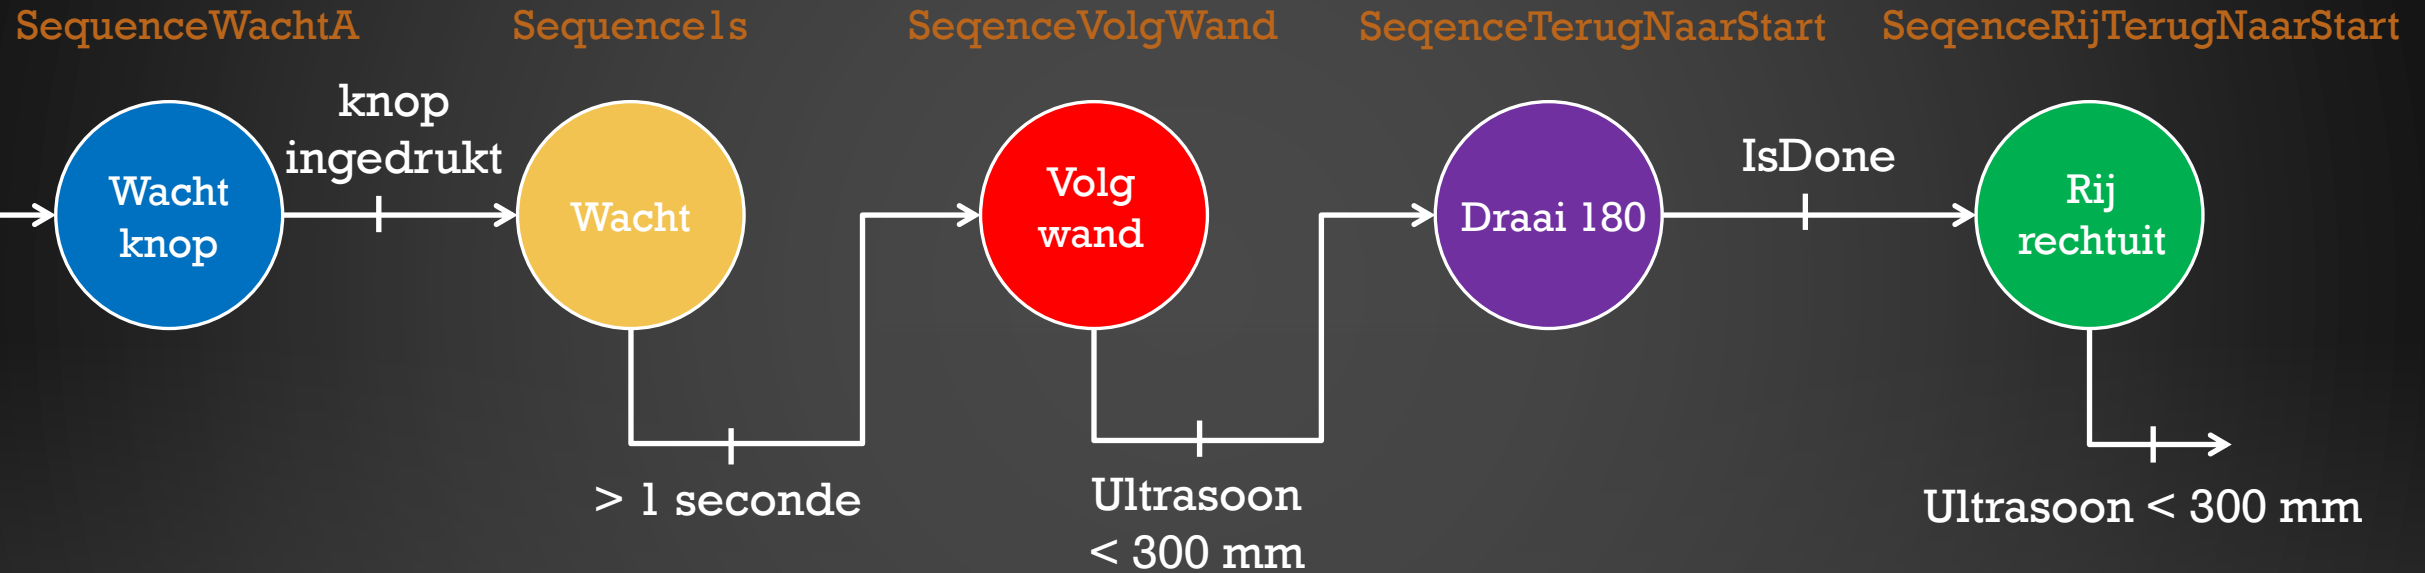 SequenceWachtA
Sequence1s
SeqenceVolgWand
SeqenceTerugNaarStart
SeqenceRijTerugNaarStart
Wacht
knop
knop
ingedrukt
Wacht
> 1 seconde
Volg
wand
Ultrasoon
< 300 mm
Draai 180
IsDone
Rij
rechtuit
Ultrasoon < 300 mm